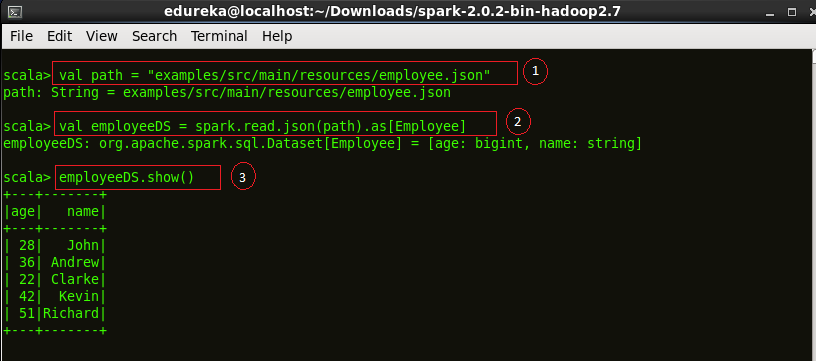 edureka@localhost:~/Downloads/spark-2.0.2-bin-hadoop2.7
File Edit View Search Terminal Help
scala> val path = "examples/src/main/resources/employee.json" 1
path: String = examples/src/main/resources/employee.json
scala> val employeeDS = spark.read.json(path).as[Employee] 2
employeeDS: org.apache.spark.sql.Dataset[Employee] = [age: bigint, name: string]
scala> employeeDS.show() 3
+---+-------+
|age|   name|
+---+-------+
| 28|   John|
| 36| Andrew|
| 22| Clarke|
| 42|  Kevin|
| 51|Richard|
+---+-------+